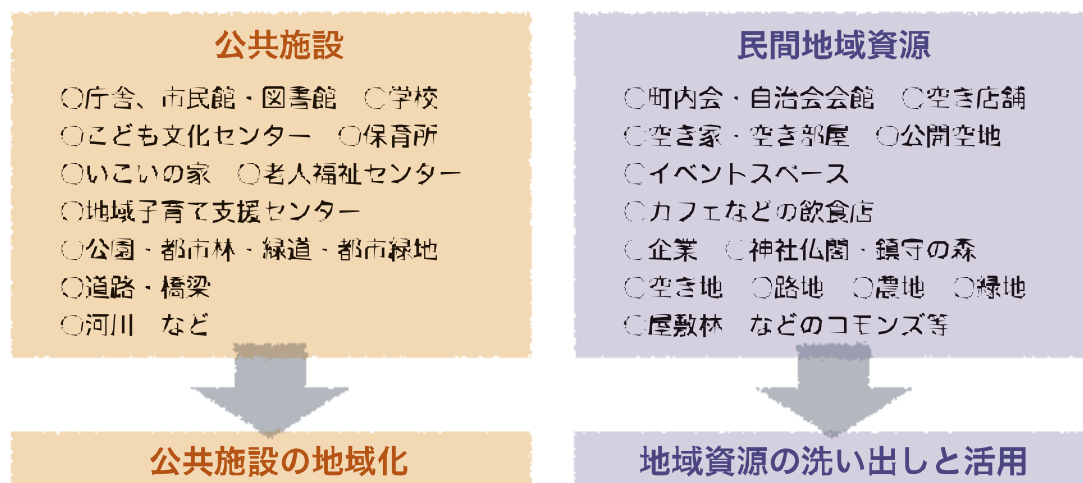 公共施設
○庁舎、市民館・図書館　○学校
○こども文化センター　○保育所
○いこいの家　○老人福祉センター
○地域子育て支援センター
○公園・都市林・緑道・都市緑地
○道路・橋梁
○河川　など
公共施設の地域化
民間地域資源
○町内会・自治会会館　○空き店舗
○空き家・空き部屋　○公開空地
○イベントスペース
○カフェなどの飲食店
○企業　○神社仏閣・鎮守の森
○空き地　○路地　○農地　○緑地
○屋敷林　などのコモンズ等
地域資源の洗い出しと活用